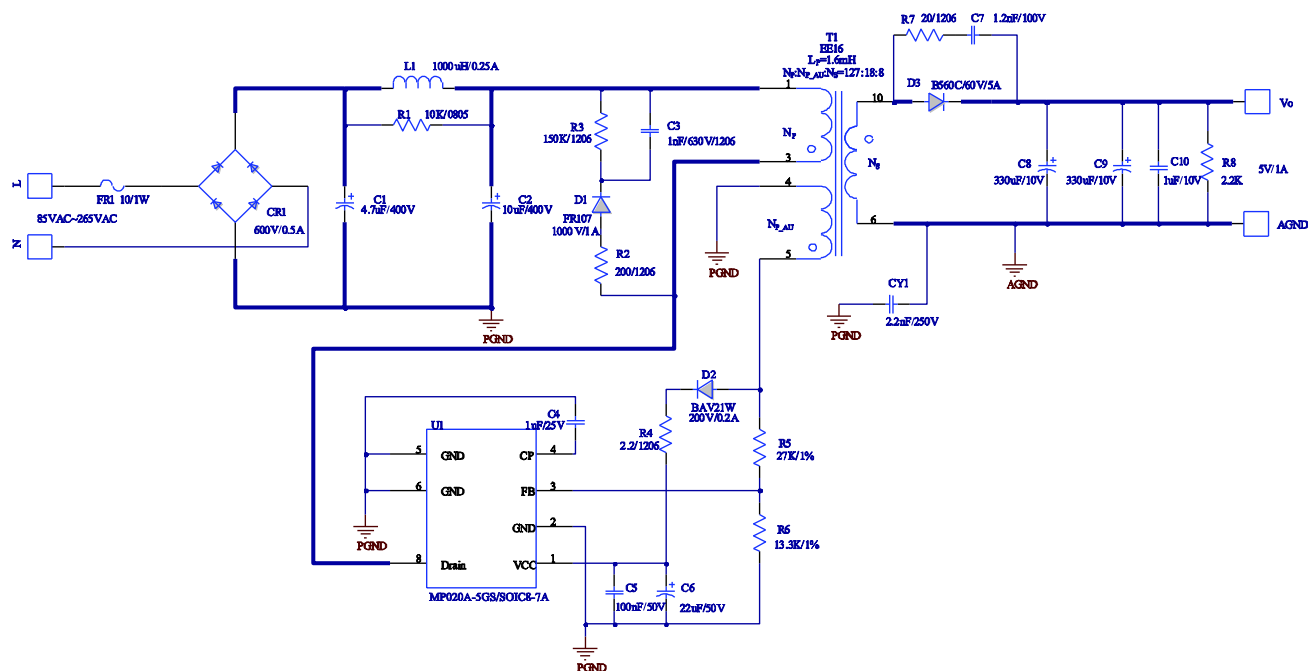 R7
20/1206
C7
1.2nF/100V
T1
EE16
LP=1.6mH
NP:NP_AU:NS=127:18:8
L1
1000uH/0.25A
1
10
D3
B560C/60V/5A
Vo
R1
10K/0805
R3
150K/1206
C3
1nF/630V/1206
NP
3
NS
C8
330uF/10V
C9
330uF/10V
C10
1uF/10V
R8
2.2K
5V/1A
L
FR1
10/1W
85VAC~265VAC
N
CR1
600V/0.5A
C1
4.7uF/400V
C2
10uF/400V
D1
FR107
1000V/1A
R2
200/1206
4
NP_AU
5
6
AGND
PGND
AGND
CY1
2.2nF/250V
PGND
PGND
D2
BAV21W
200V/0.2A
R4
2.2/1206
R5
27K/1%
C4
1uF/25V
U1
5
GND
CP
4
6
GND
FB
3
GND
2
PGND
R6
13.3K/1%
8
Drain
VCC
1
MP020A-5GS/SOIC8-7A
C5
100nF/50V
C6
22uF/50V
PGND